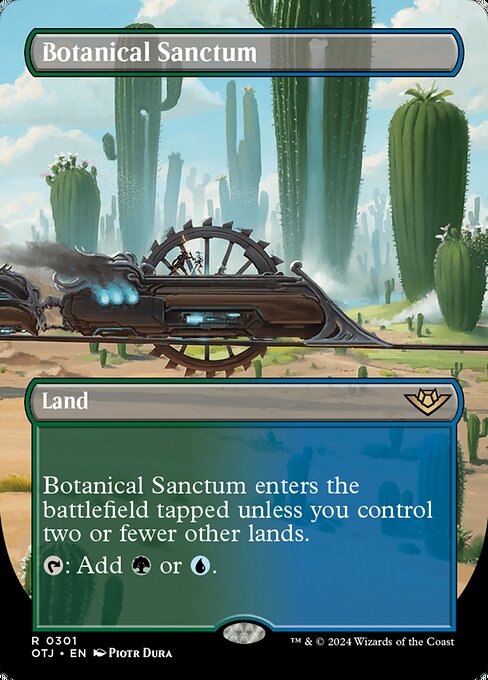 Botanical Sanctum
Land
Botanical Sanctum enters the
battlefield tapped unless you control
two or fewer other lands.
: Add or .
R 0301
OTJ • EN Piotr Dura
™ & © 2024 Wizards of the Coast